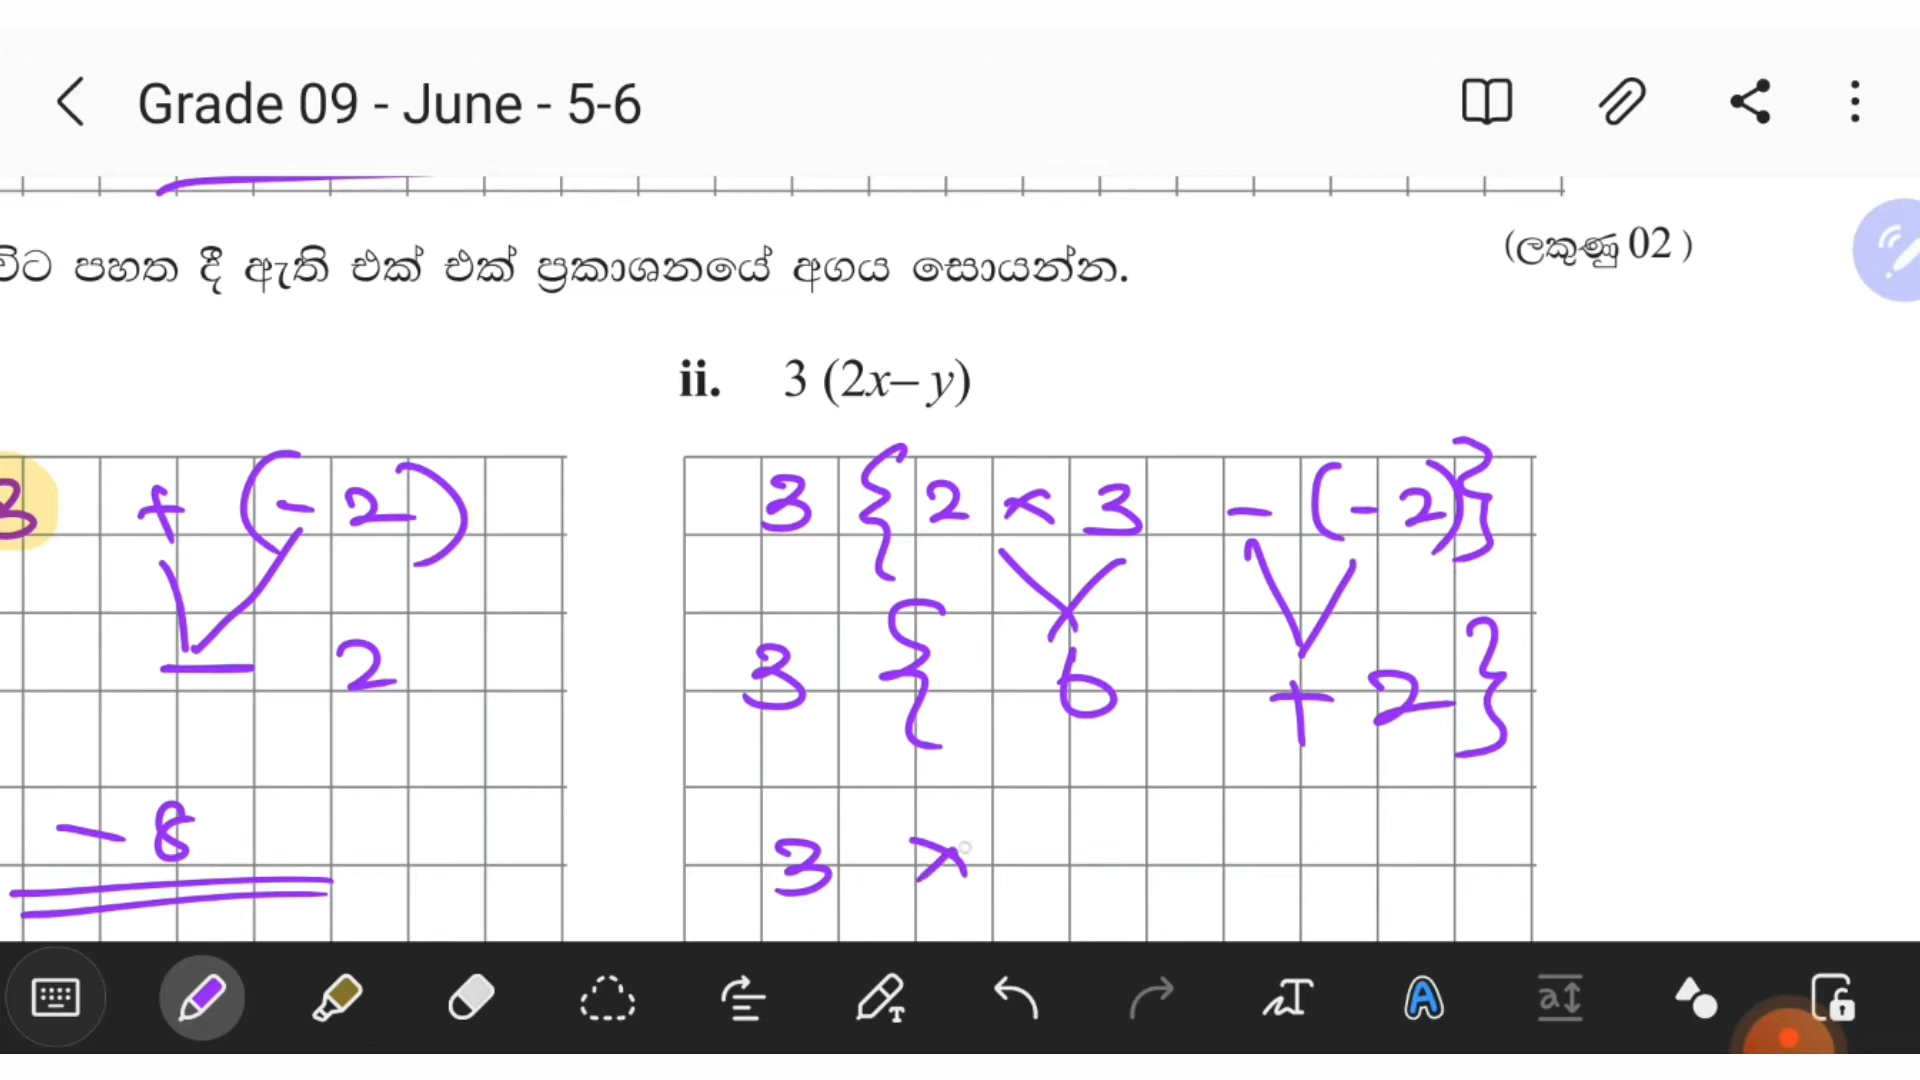 Grade 09 - June - 5-6
(ලකුණු 02 )
විට පහත දී ඇති එක් එක් ප්‍රකාශනයේ අගය සොයන්න.
ii. 3 (2x– y)
+ (- 2)
2
- 8
3 { 2 × 3 - (- 2) }
3 { 6 + 2 }
3 ×